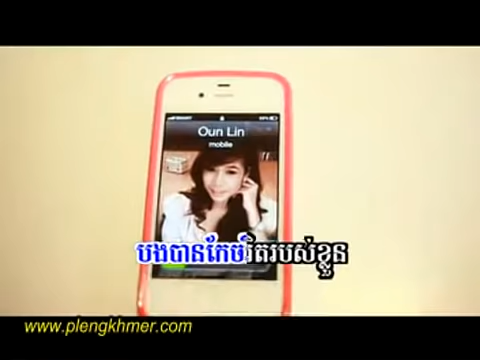 Oun Lin
mobile
បងបានកែចរិតរបស់ខ្លួន
www.plengkhmer.com